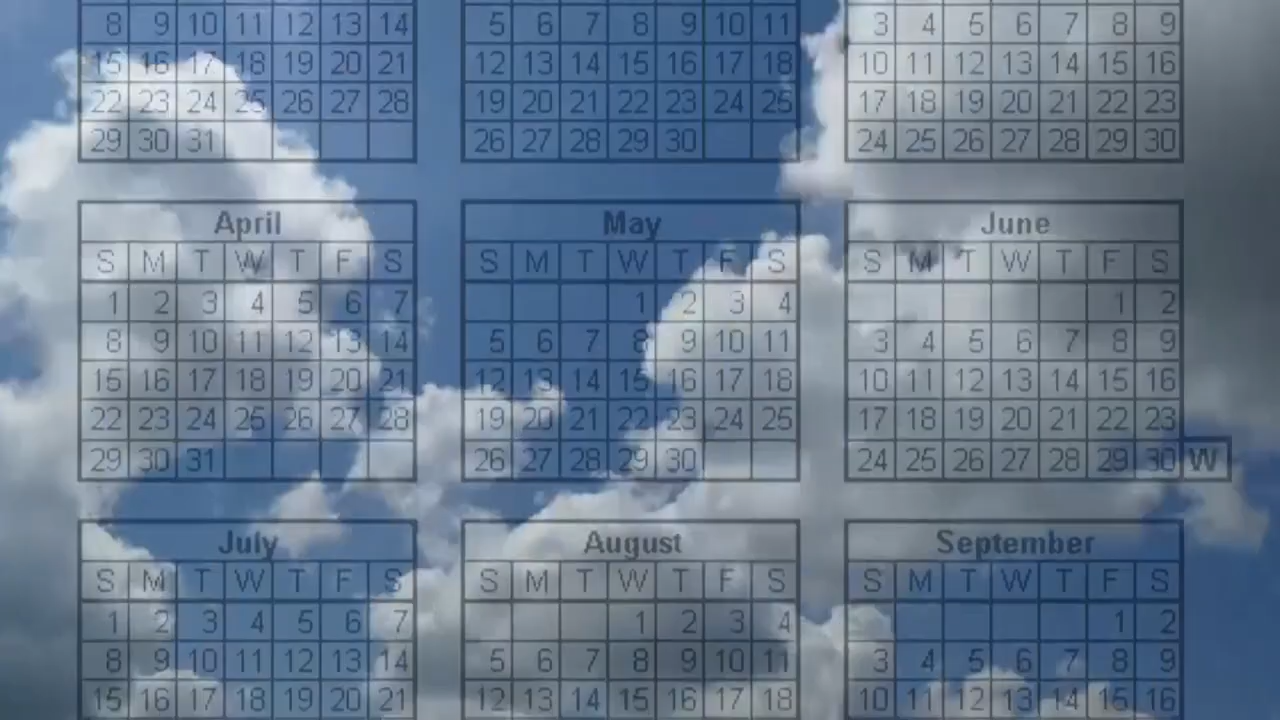 8 9 10 11 12 13 14 5 6 7 8 9 10 11 3 4 5 6 7 8 9
15 16 17 18 19 20 21 12 13 14 15 16 17 18 10 11 12 13 14 15 16
22 23 24 25 26 27 28 19 20 21 22 23 24 25 17 18 19 20 21 22 23
29 30 31 26 27 28 29 30 24 25 26 27 28 29 30
April May June
S M T W T F S S M T W T F S S M T W T F S
1 2 3 4 5 6 7 1 2 3 4 1 2
8 9 10 11 12 13 14 5 6 7 8 9 10 11 3 4 5 6 7 8 9
15 16 17 18 19 20 21 12 13 14 15 16 17 18 10 11 12 13 14 15 16
22 23 24 25 26 27 28 19 20 21 22 23 24 25 17 18 19 20 21 22 23
29 30 31 26 27 28 29 30 24 25 26 27 28 29 30 W
July August September
S M T W T F S S M T W T F S S M T W T F S
1 2 3 4 5 6 7 1 2 3 4 1 2
8 9 10 11 12 13 14 5 6 7 8 9 10 11 3 4 5 6 7 8 9
15 16 17 18 19 20 21 12 13 14 15 16 17 18 10 11 12 13 14 15 16